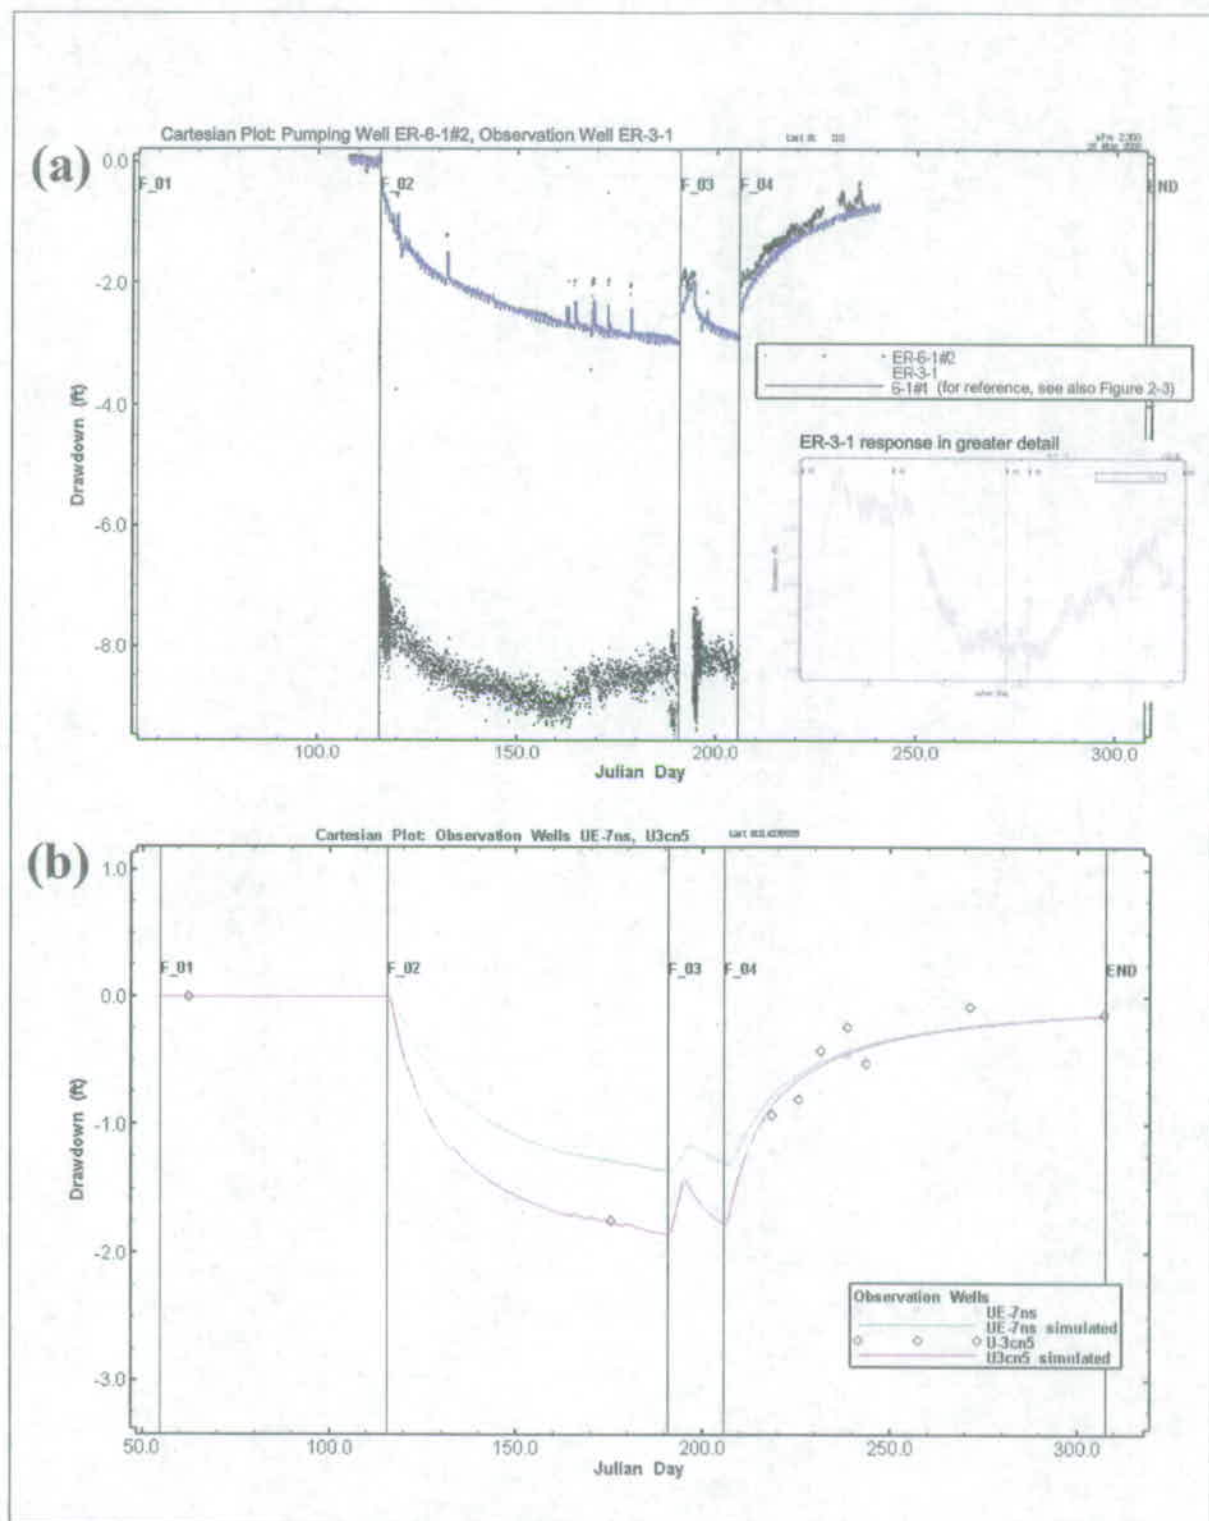 Cartesian Plot: Pumping Well ER-6-1#2, Observation Well ER-3-1
(a)
0.0
F_01
F_02
F_03
F_04
END
-2.0
-4.0
-6.0
-8.0
Drawdown (ft)
ER-6-1#2
ER-3-1
6-1#1 (for reference, see also Figure 2-3)
ER-3-1 response in greater detail
100.0
150.0
200.0
250.0
300.0
Julian Day
Cartesian Plot: Observation Wells UE-7ns, U3cn5
(b)
1.0
F_01
F_02
F_03
F_04
END
0.0
-1.0
-2.0
-3.0
Drawdown (ft)
Observation Wells
UE-7ns
UE-7ns simulated
U-3cn5
U3cn5 simulated
50.0
100.0
150.0
200.0
250.0
300.0
Julian Day